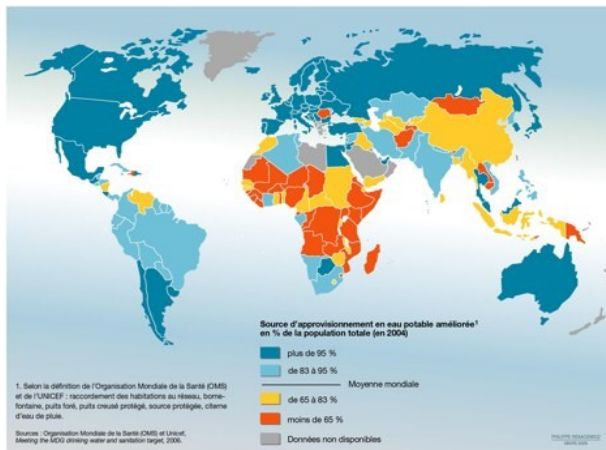 Source d'approvisionnement en eau potable améliorée¹
en % de la population totale (en 2004)
plus de 95 %
de 83 à 95 %
Moyenne mondiale
de 65 à 83 %
moins de 65 %
Données non disponibles
1. Selon la définition de l'Organisation Mondiale de la Santé (OMS)
et de l'UNICEF : raccordement des habitations au réseau, borne-
fontaine, puits foré, puits creusé protégé, source protégée, citerne
d'eau de pluie.
Sources : Organisation Mondiale de la Santé (OMS) et Unicef,
Meeting the MDG drinking water and sanitation target, 2006.
PHILIPPE REKACEWICZ